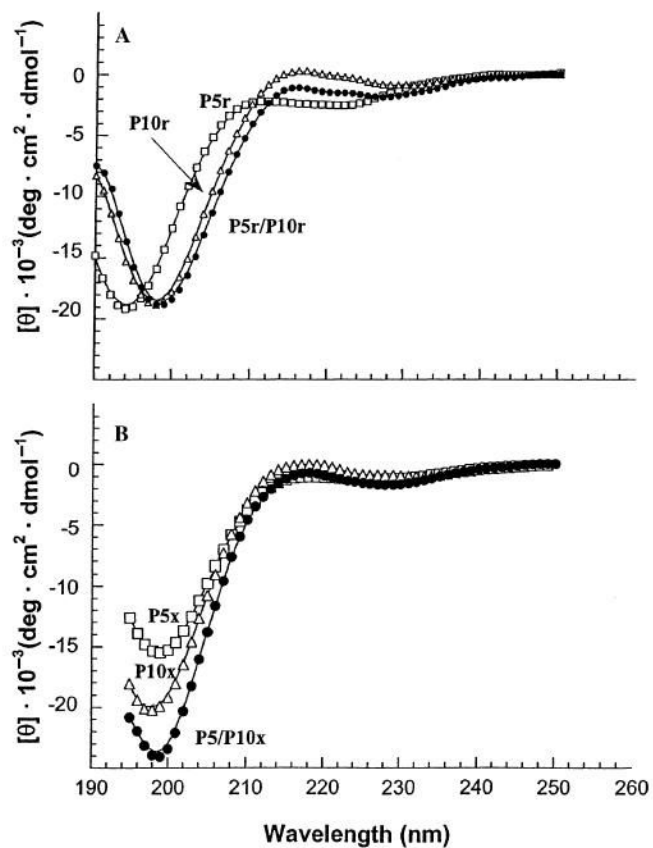 A
0
-5
-10
-15
-20
P5r
P10r
P5r/P10r
[θ] · 10⁻³(deg · cm² · dmol⁻¹)
B
0
-5
-10
-15
-20
P5x
P10x
P5/P10x
[θ] · 10⁻³(deg · cm² · dmol⁻¹)
190 200 210 220 230 240 250 260
Wavelength (nm)